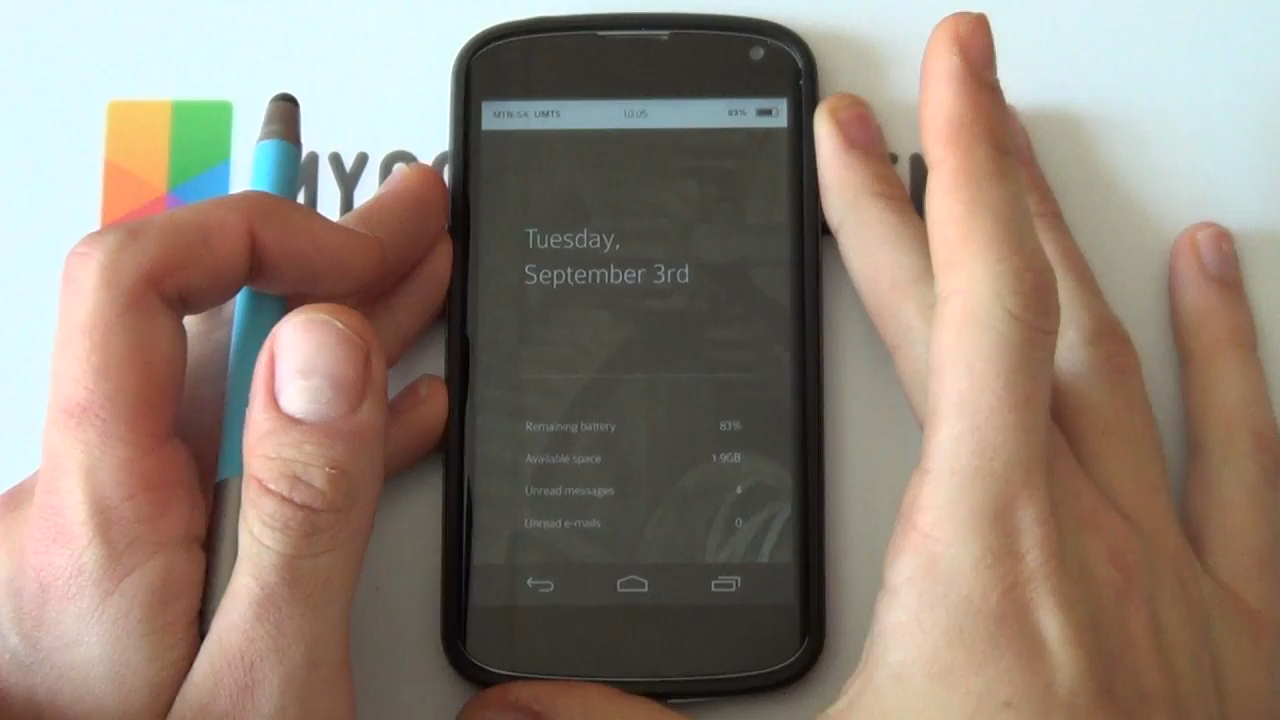 MTN-SA UMTS 10:05 83%
MYC
Tuesday,
September 3rd
Remaining battery 83%
Available space 1.9GB
Unread messages 4
Unread e-mails 0